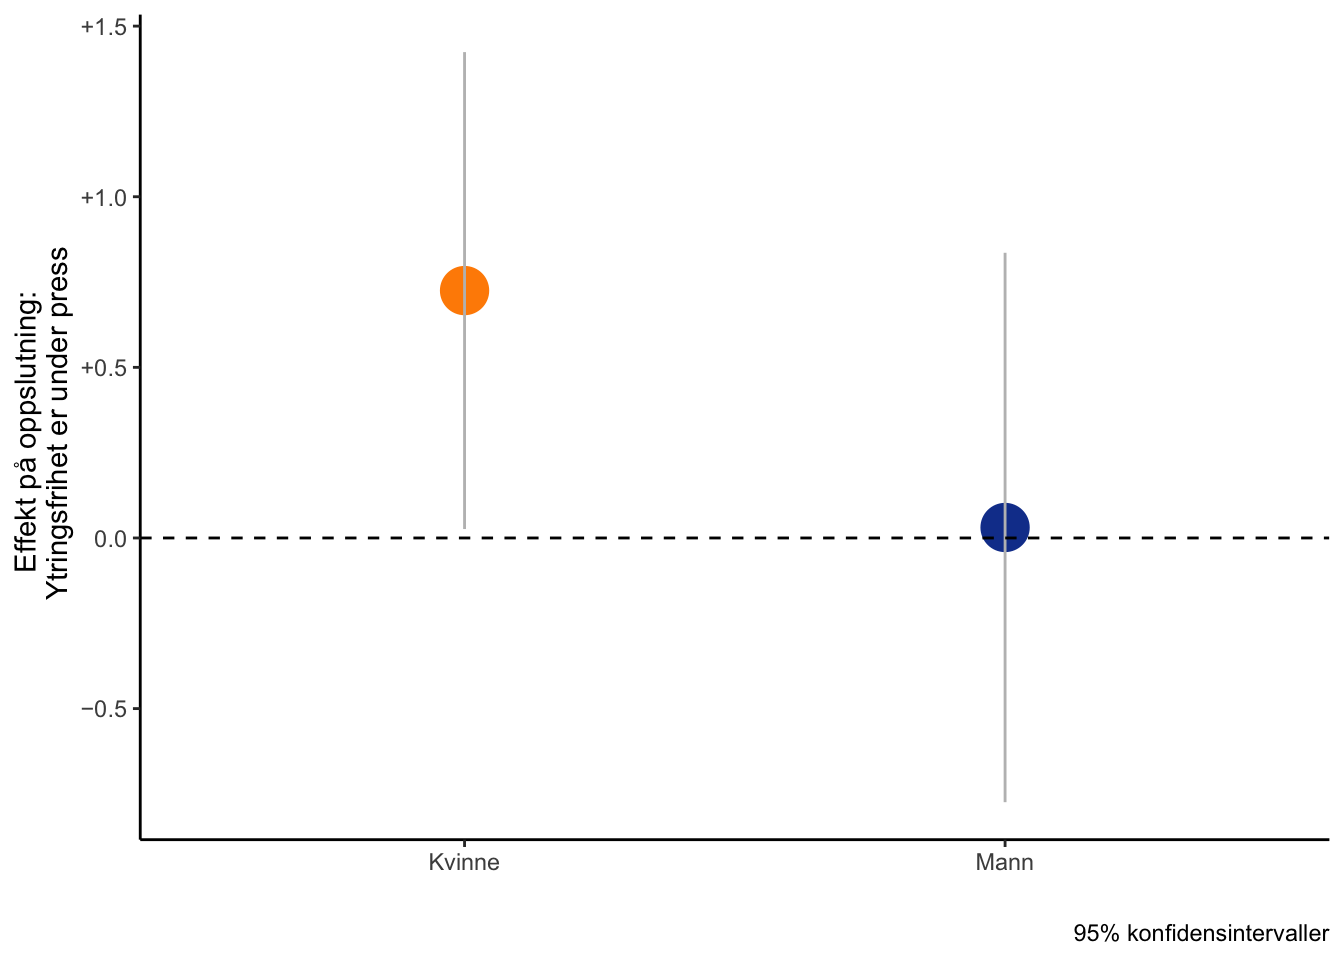 Effekt på oppslutning:
Ytringsfrihet er under press
+1.5
+1.0
+0.5
0.0
−0.5
Kvinne
Mann
95% konfidensintervaller